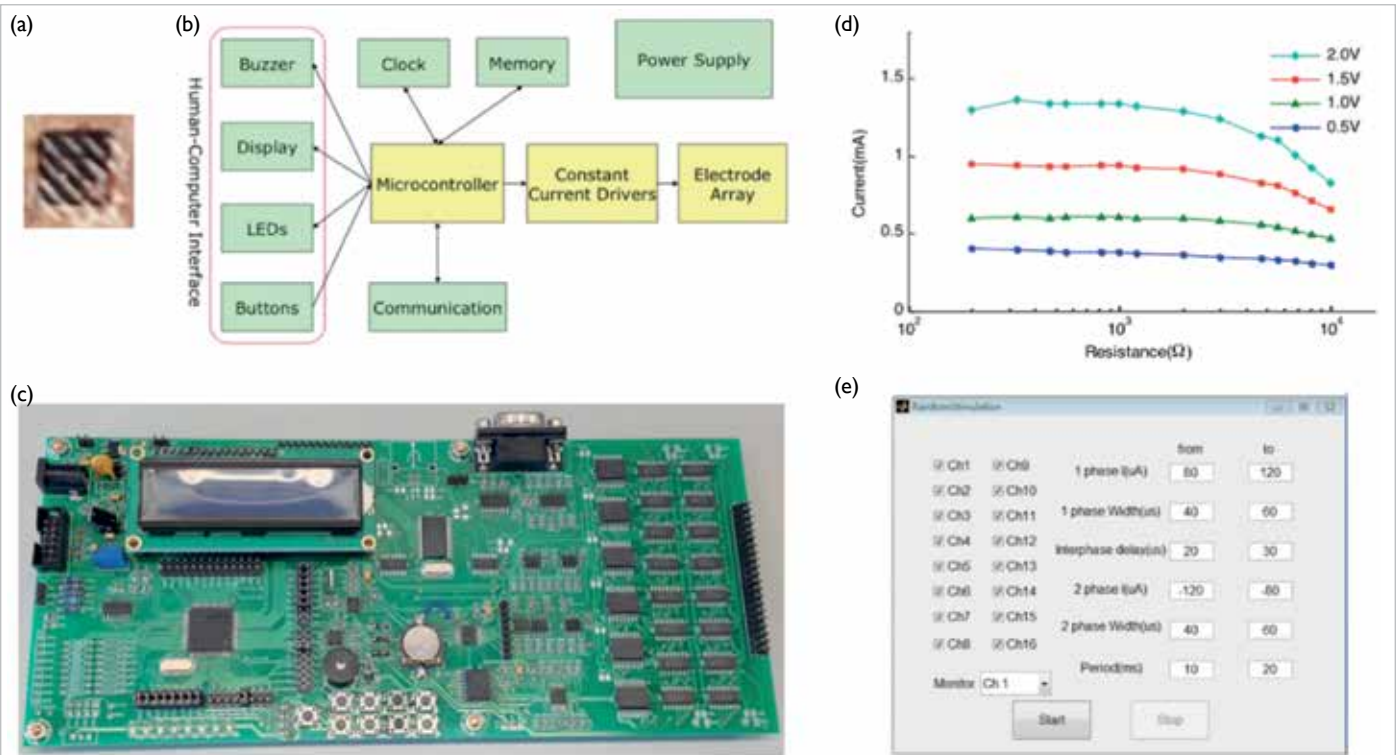 (a)
(b)
Human-Computer Interface
Buzzer
Display
LEDs
Buttons
Clock
Memory
Power Supply
Microcontroller
Constant
Current Drivers
Electrode
Array
Communication
(c)
(d)
2.0V
1.5V
1.0V
0.5V
1.5
1
0.5
0
Current(mA)
10²
10³
10⁴
Resistance(Ω)
(e)
RandomStimulation
from to
Ch1 Ch9 1 phase I(uA) 80 120
Ch2 Ch10
Ch3 Ch11 1 phase Width(us) 40 60
Ch4 Ch12
Ch5 Ch13 Interphase delay(us) 20 30
Ch6 Ch14 2 phase I(uA) -120 -80
Ch7 Ch15 2 phase Width(us) 40 60
Ch8 Ch16
Period(ms) 10 20
Monitor Ch 1
Start Stop